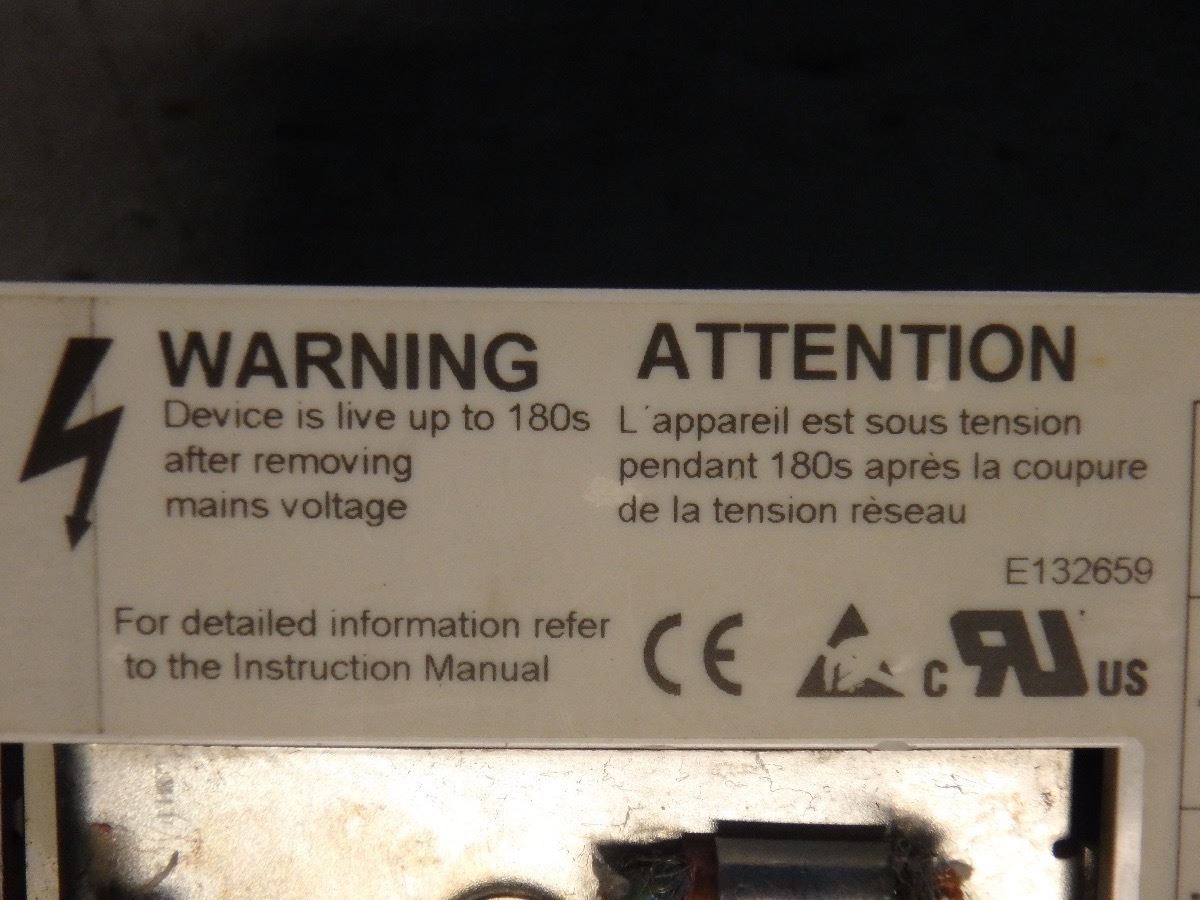 WARNING
Device is live up to 180s
after removing
mains voltage
ATTENTION
L´appareil est sous tension
pendant 180s après la coupure
de la tension rèseau
E132659
For detailed information refer
to the Instruction Manual
CE
c RU US